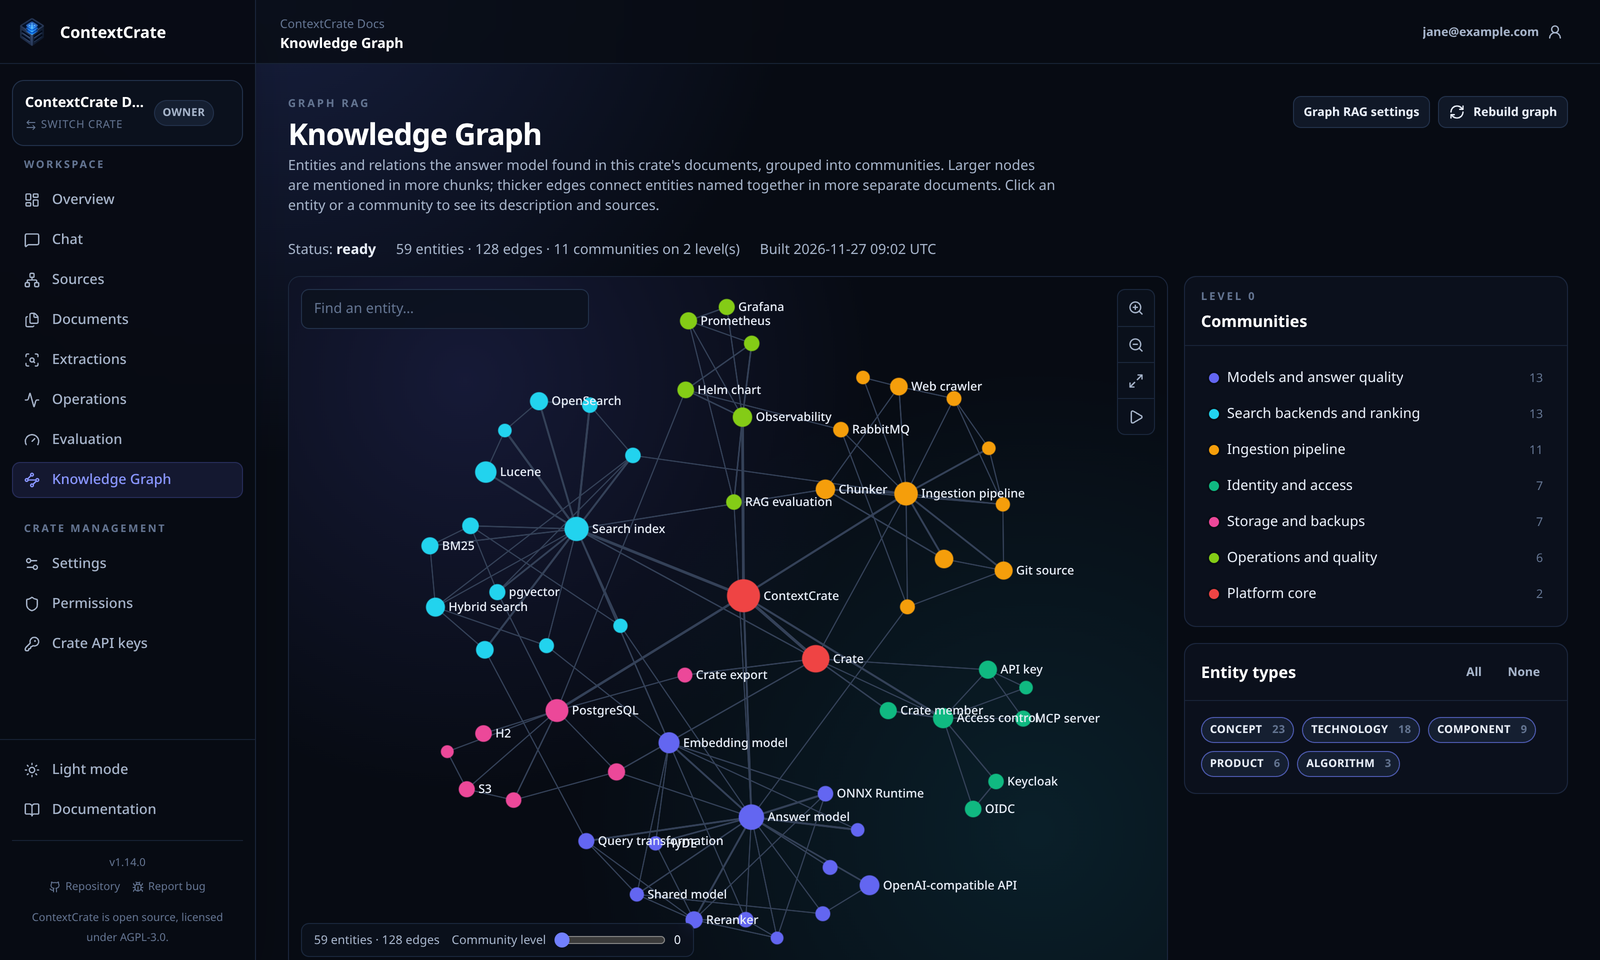 ContextCrate
ContextCrate D...
OWNER
SWITCH CRATE
WORKSPACE
Overview
Chat
Sources
Documents
Extractions
Operations
Evaluation
Knowledge Graph
CRATE MANAGEMENT
Settings
Permissions
Crate API keys
Light mode
Documentation
v1.14.0
Repository
Report bug
ContextCrate is open source, licensed
under AGPL-3.0.
ContextCrate Docs
Knowledge Graph
jane@example.com
GRAPH RAG
Knowledge Graph
Entities and relations the answer model found in this crate's documents, grouped into communities. Larger nodes
are mentioned in more chunks; thicker edges connect entities named together in more separate documents. Click an
entity or a community to see its description and sources.
Graph RAG settings
Rebuild graph
Status: ready
59 entities · 128 edges · 11 communities on 2 level(s)
Built 2026-11-27 09:02 UTC
Find an entity...
Grafana
Prometheus
Helm chart
Web crawler
OpenSearch
Observability
RabbitMQ
Lucene
Chunker
Ingestion pipeline
RAG evaluation
Search index
BM25
Git source
pgvector
ContextCrate
Hybrid search
Crate
API key
Crate export
PostgreSQL
Crate member
Access control
MCP server
H2
Embedding model
Keycloak
S3
ONNX Runtime
OIDC
Answer model
Query transformation
HyDE
OpenAI-compatible API
Shared model
Reranker
59 entities · 128 edges
Community level
0
LEVEL 0
Communities
Models and answer quality 13
Search backends and ranking 13
Ingestion pipeline 11
Identity and access 7
Storage and backups 7
Operations and quality 6
Platform core 2
Entity types
All
None
CONCEPT 23
TECHNOLOGY 18
COMPONENT 9
PRODUCT 6
ALGORITHM 3